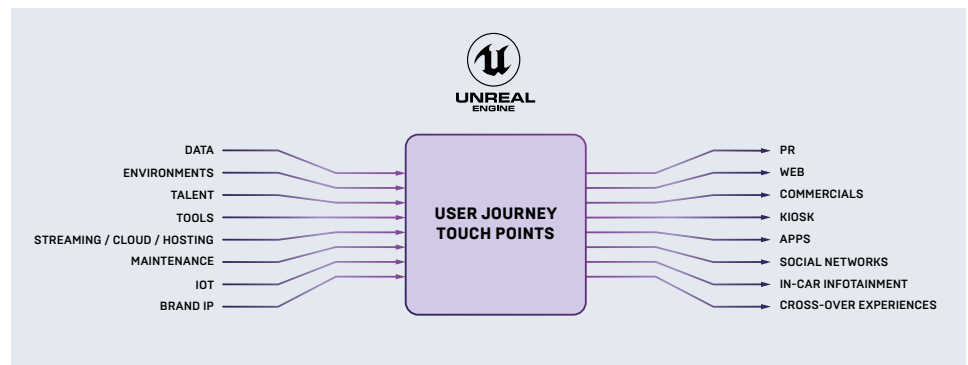 UNREAL
ENGINE
DATA
ENVIRONMENTS
TALENT
TOOLS
STREAMING / CLOUD / HOSTING
MAINTENANCE
IOT
BRAND IP
USER JOURNEY
TOUCH POINTS
PR
WEB
COMMERCIALS
KIOSK
APPS
SOCIAL NETWORKS
IN-CAR INFOTAINMENT
CROSS-OVER EXPERIENCES